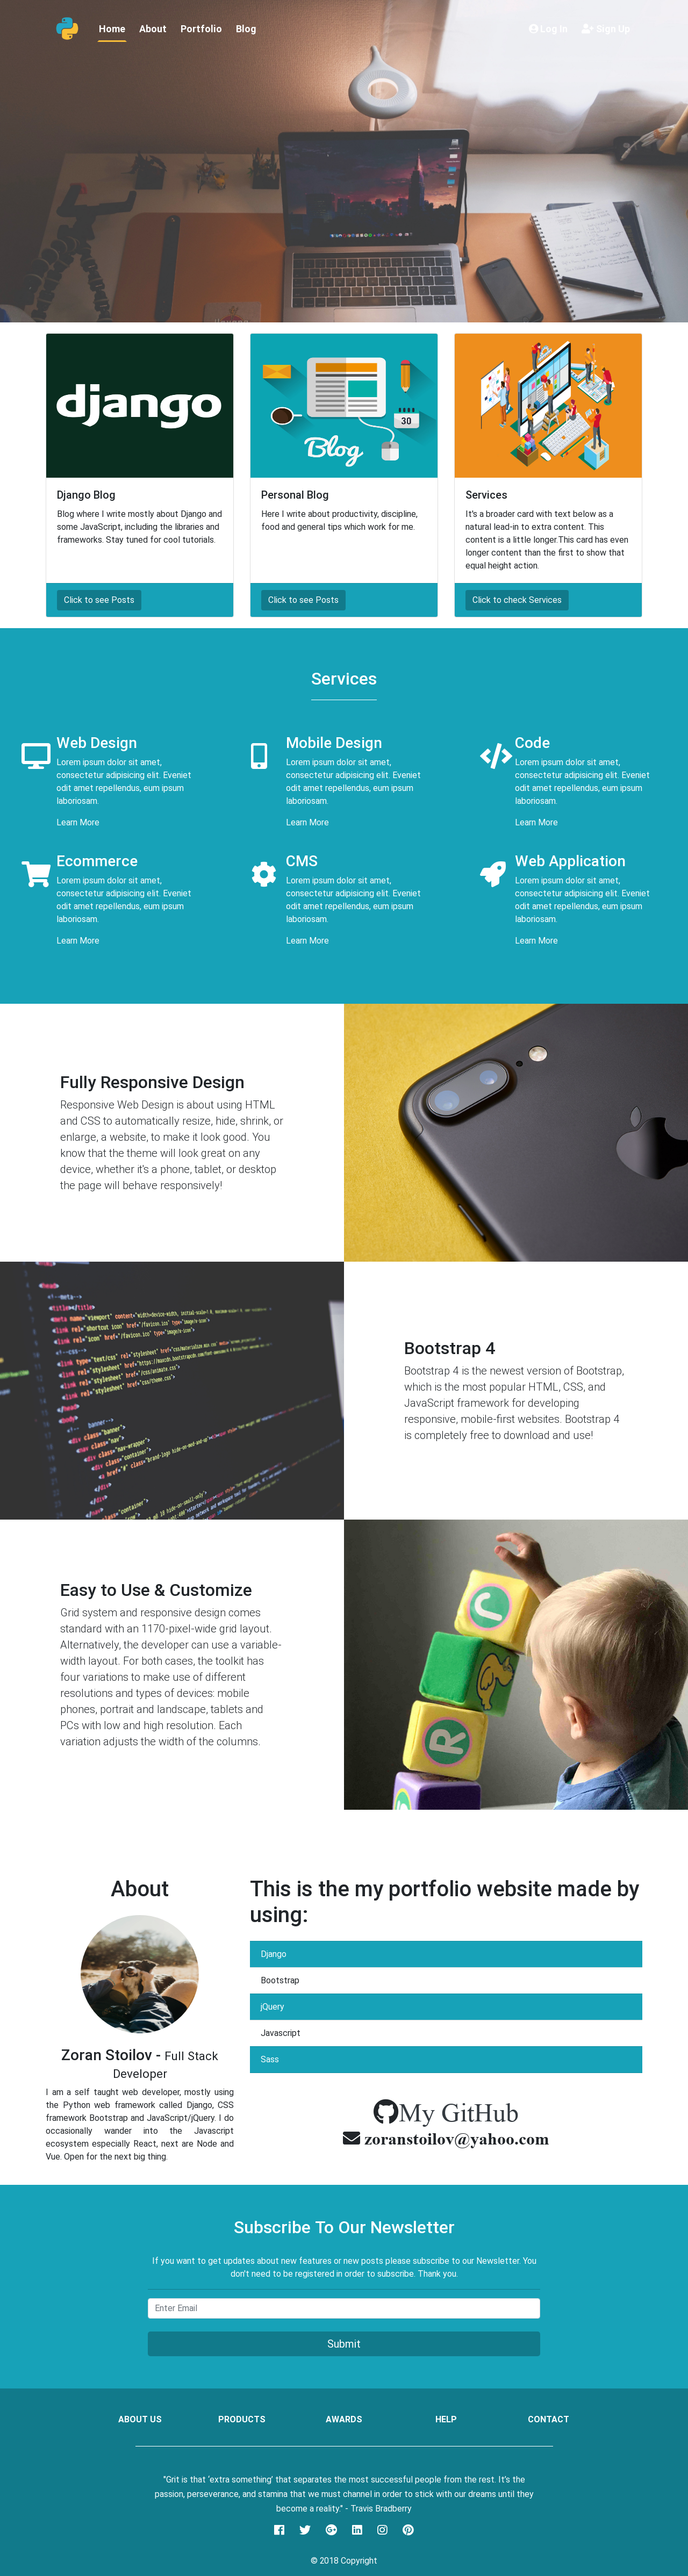 Home About Portfolio Blog Log In Sign Up
django
Django Blog
Blog where I write mostly about Django and
some JavaScript, including the libraries and
frameworks. Stay tuned for cool tutorials.
Click to see Posts
30
Blog
Personal Blog
Here I write about productivity, discipline,
food and general tips which work for me.
Click to see Posts
Services
It's a broader card with text below as a
natural lead-in to extra content. This
content is a little longer.This card has even
longer content than the first to show that
equal height action.
Click to check Services
Services
Web Design
Lorem ipsum dolor sit amet,
consectetur adipisicing elit. Eveniet
odit amet repellendus, eum ipsum
laboriosam.
Learn More
Mobile Design
Lorem ipsum dolor sit amet,
consectetur adipisicing elit. Eveniet
odit amet repellendus, eum ipsum
laboriosam.
Learn More
Code
Lorem ipsum dolor sit amet,
consectetur adipisicing elit. Eveniet
odit amet repellendus, eum ipsum
laboriosam.
Learn More
Ecommerce
Lorem ipsum dolor sit amet,
consectetur adipisicing elit. Eveniet
odit amet repellendus, eum ipsum
laboriosam.
Learn More
CMS
Lorem ipsum dolor sit amet,
consectetur adipisicing elit. Eveniet
odit amet repellendus, eum ipsum
laboriosam.
Learn More
Web Application
Lorem ipsum dolor sit amet,
consectetur adipisicing elit. Eveniet
odit amet repellendus, eum ipsum
laboriosam.
Learn More
Fully Responsive Design
Responsive Web Design is about using HTML
and CSS to automatically resize, hide, shrink, or
enlarge, a website, to make it look good. You
know that the theme will look great on any
device, whether it's a phone, tablet, or desktop
the page will behave responsively!
Bootstrap 4
Bootstrap 4 is the newest version of Bootstrap,
which is the most popular HTML, CSS, and
JavaScript framework for developing
responsive, mobile-first websites. Bootstrap 4
is completely free to download and use!
Easy to Use & Customize
Grid system and responsive design comes
standard with an 1170-pixel-wide grid layout.
Alternatively, the developer can use a variable-
width layout. For both cases, the toolkit has
four variations to make use of different
resolutions and types of devices: mobile
phones, portrait and landscape, tablets and
PCs with low and high resolution. Each
variation adjusts the width of the columns.
R
About
Zoran Stoilov - Full Stack
Developer
I am a self taught web developer, mostly using
the Python web framework called Django, CSS
framework Bootstrap and JavaScript/jQuery. I do
occasionally wander into the Javascript
ecosystem especially React, next are Node and
Vue. Open for the next big thing.
This is the my portfolio website made by
using:
Django
Bootstrap
jQuery
Javascript
Sass
My GitHub
zoranstoilov@yahoo.com
Subscribe To Our Newsletter
If you want to get updates about new features or new posts please subscribe to our Newsletter. You
don't need to be registered in order to subscribe. Thank you.
Enter Email
Submit
ABOUT US PRODUCTS AWARDS HELP CONTACT
"Grit is that 'extra something' that separates the most successful people from the rest. It's the
passion, perseverance, and stamina that we must channel in order to stick with our dreams until they
become a reality." - Travis Bradberry
© 2018 Copyright